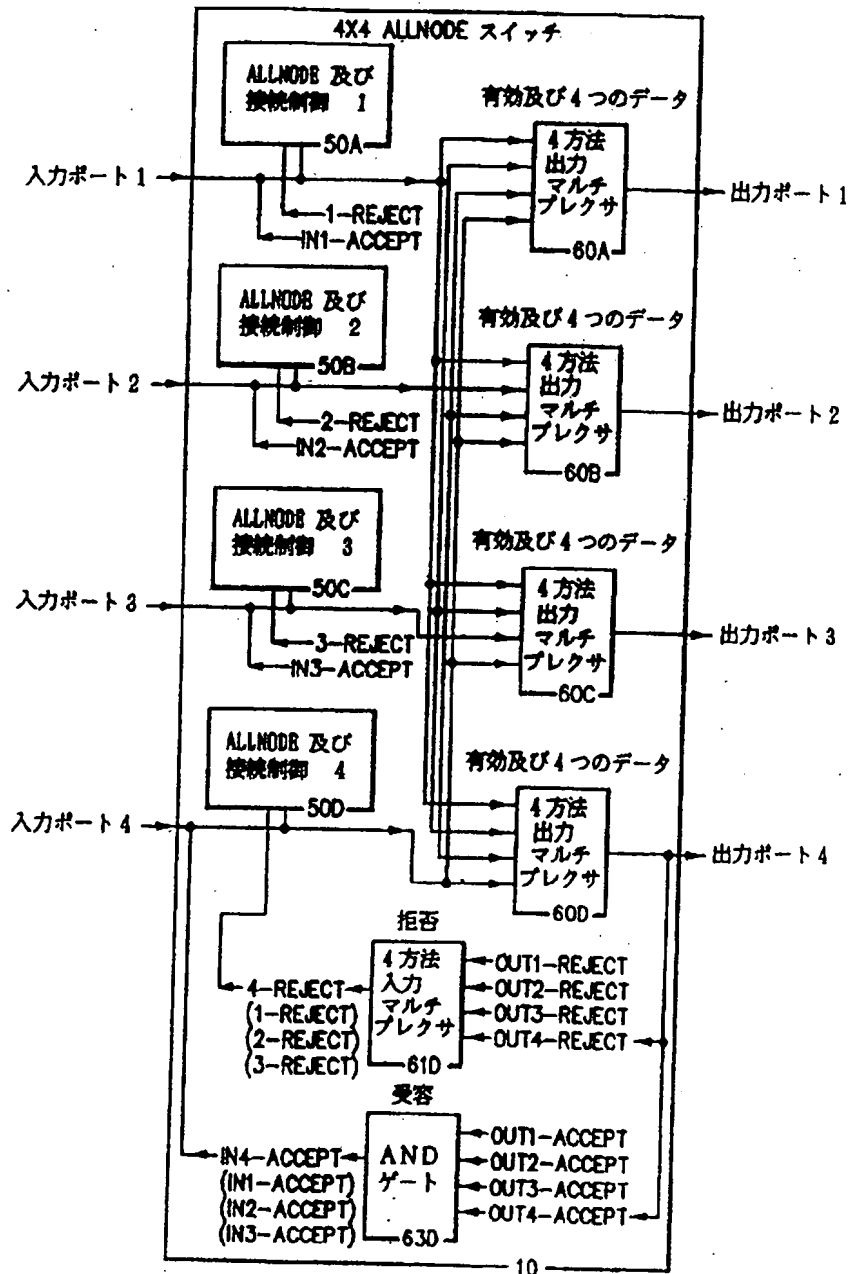 4X4 ALLNODE スイッチ
ALLNODE 及び
接続制御 1
50A
入力ポート1
1-REJECT
IN1-ACCEPT
有効及び4つのデータ
4方法
出力
マルチ
プレクサ
60A
出力ポート1
ALLNODE 及び
接続制御 2
50B
入力ポート2
2-REJECT
IN2-ACCEPT
有効及び4つのデータ
4方法
出力
マルチ
プレクサ
60B
出力ポート2
ALLNODE 及び
接続制御 3
50C
入力ポート3
3-REJECT
IN3-ACCEPT
有効及び4つのデータ
4方法
出力
マルチ
プレクサ
60C
出力ポート3
ALLNODE 及び
接続制御 4
50D
入力ポート4
有効及び4つのデータ
4方法
出力
マルチ
プレクサ
60D
出力ポート4
拒否
4方法
入力
マルチ
プレクサ
61D
4-REJECT
(1-REJECT)
(2-REJECT)
(3-REJECT)
OUT1-REJECT
OUT2-REJECT
OUT3-REJECT
OUT4-REJECT
受容
AND
ゲート
63D
IN4-ACCEPT
(IN1-ACCEPT)
(IN2-ACCEPT)
(IN3-ACCEPT)
OUT1-ACCEPT
OUT2-ACCEPT
OUT3-ACCEPT
OUT4-ACCEPT
10